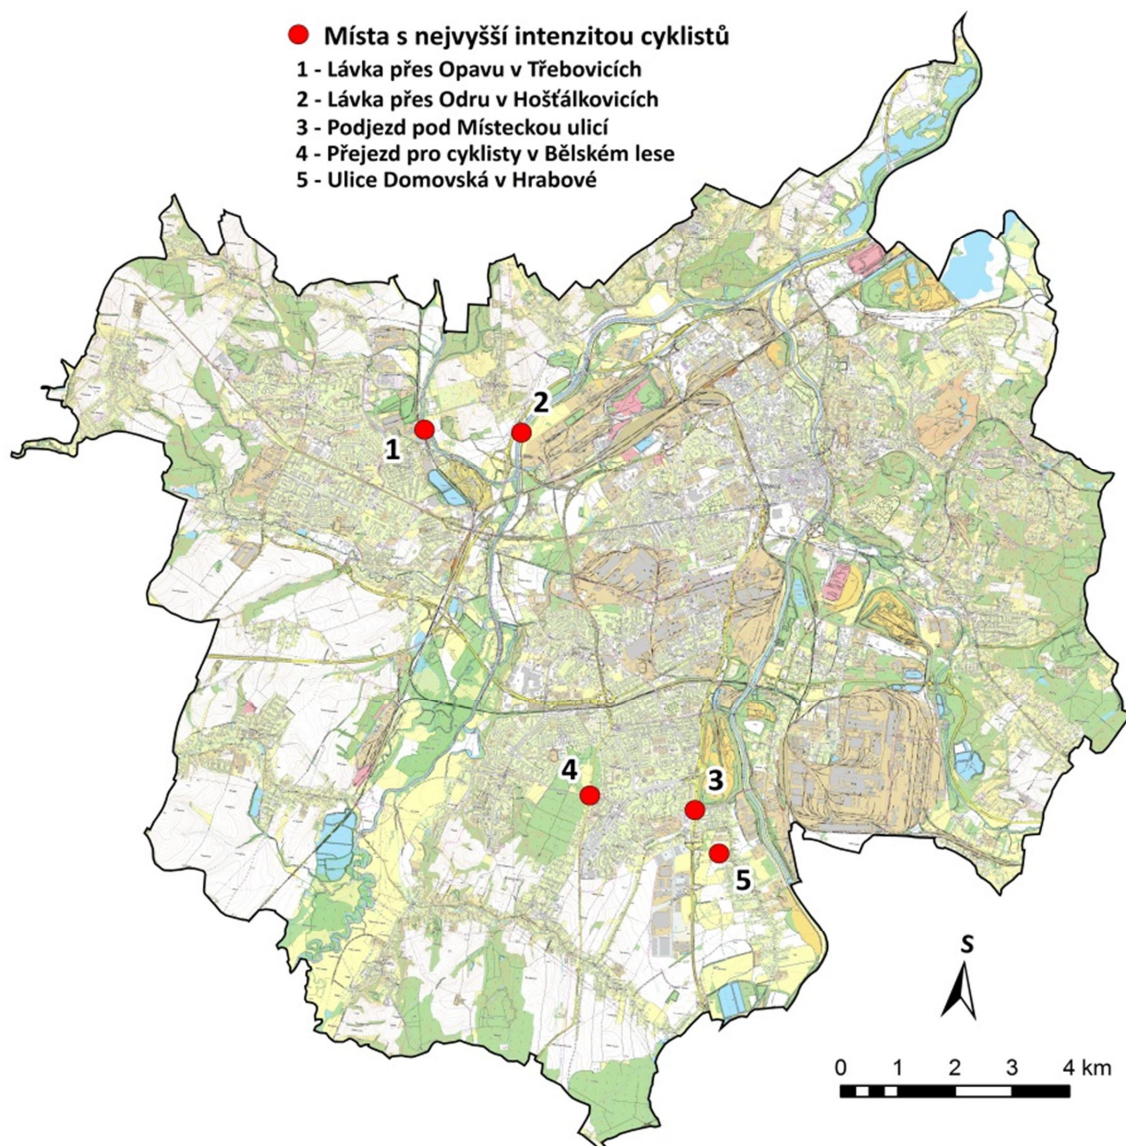 Místa s nejvyšší intenzitou cyklistů
1 - Lávka přes Opavu v Třebovicích
2 - Lávka přes Odru v Hošťálkovicích
3 - Podjezd pod Místeckou ulicí
4 - Přejezd pro cyklisty v Bělském lese
5 - Ulice Domovská v Hrabové
2
1
4
3
5
S
0 1 2 3 4 km